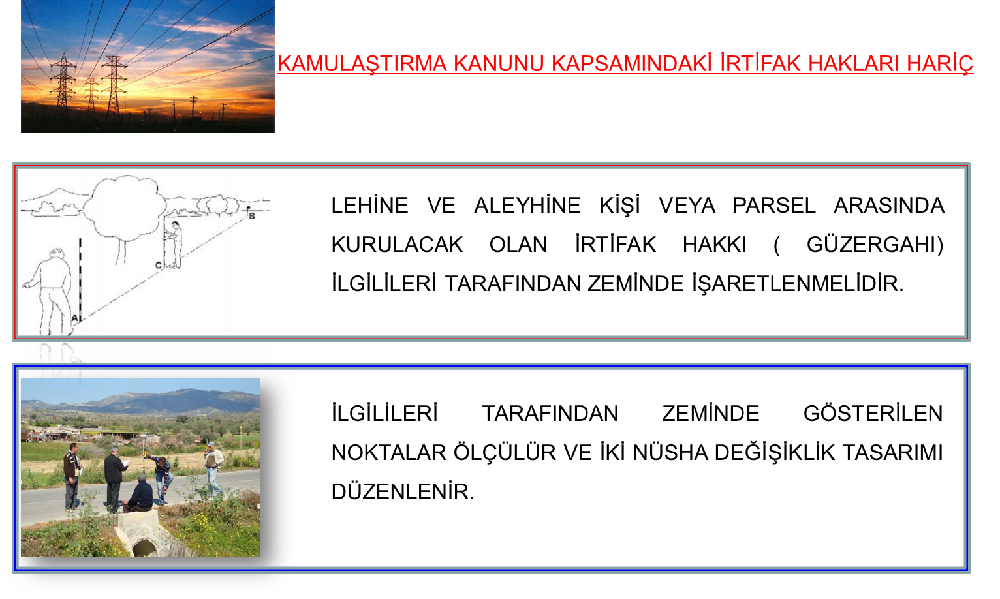 KAMULAŞTIRMA KANUNU KAPSAMINDAKİ İRTİFAK HAKLARI HARİÇ
LEHİNE VE ALEYHİNE KİŞİ VEYA PARSEL ARASINDA
KURULACAK OLAN İRTİFAK HAKKI ( GÜZERGAHI)
İLGİLİLERİ TARAFINDAN ZEMİNDE İŞARETLENMELİDİR.
B
C
A
İLGİLİLERİ TARAFINDAN ZEMİNDE GÖSTERİLEN
NOKTALAR ÖLÇÜLÜR VE İKİ NÜSHA DEĞİŞİKLİK TASARIMI
DÜZENLENİR.